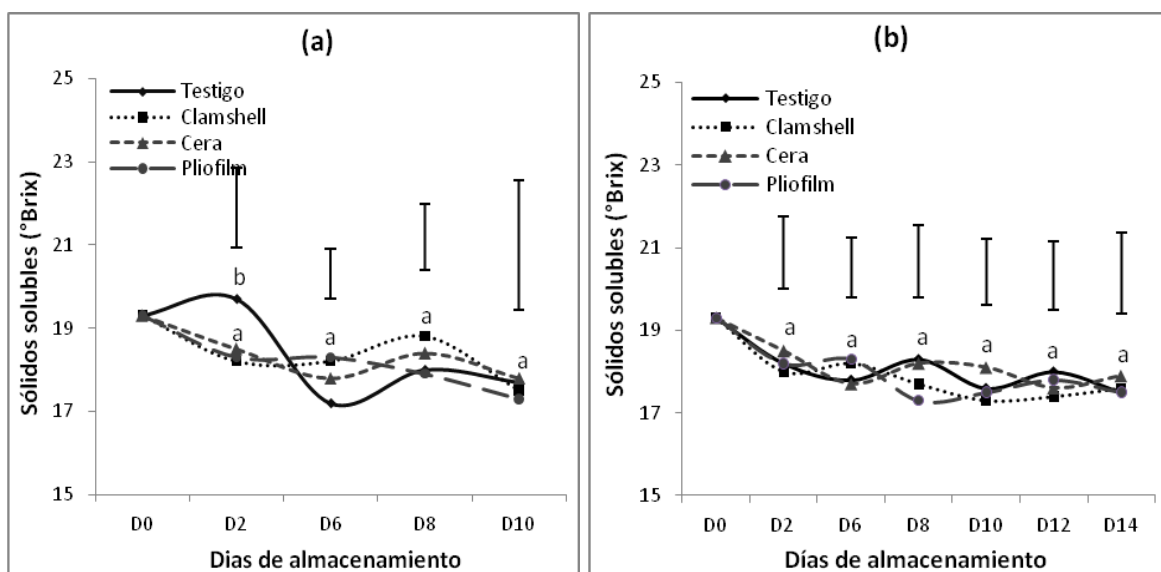 (a)
25
23
21
19
17
15
Sólidos solubles (°Brix)
Testigo
Clamshell
Cera
Pliofilm
b
a
a
a
a
D0 D2 D6 D8 D10
Dias de almacenamiento
(b)
25
23
21
19
17
15
Sólidos solubles (°Brix)
Testigo
Clamshell
Cera
Pliofilm
a
a
a
a
a
a
D0 D2 D6 D8 D10 D12 D14
Días de almacenamiento